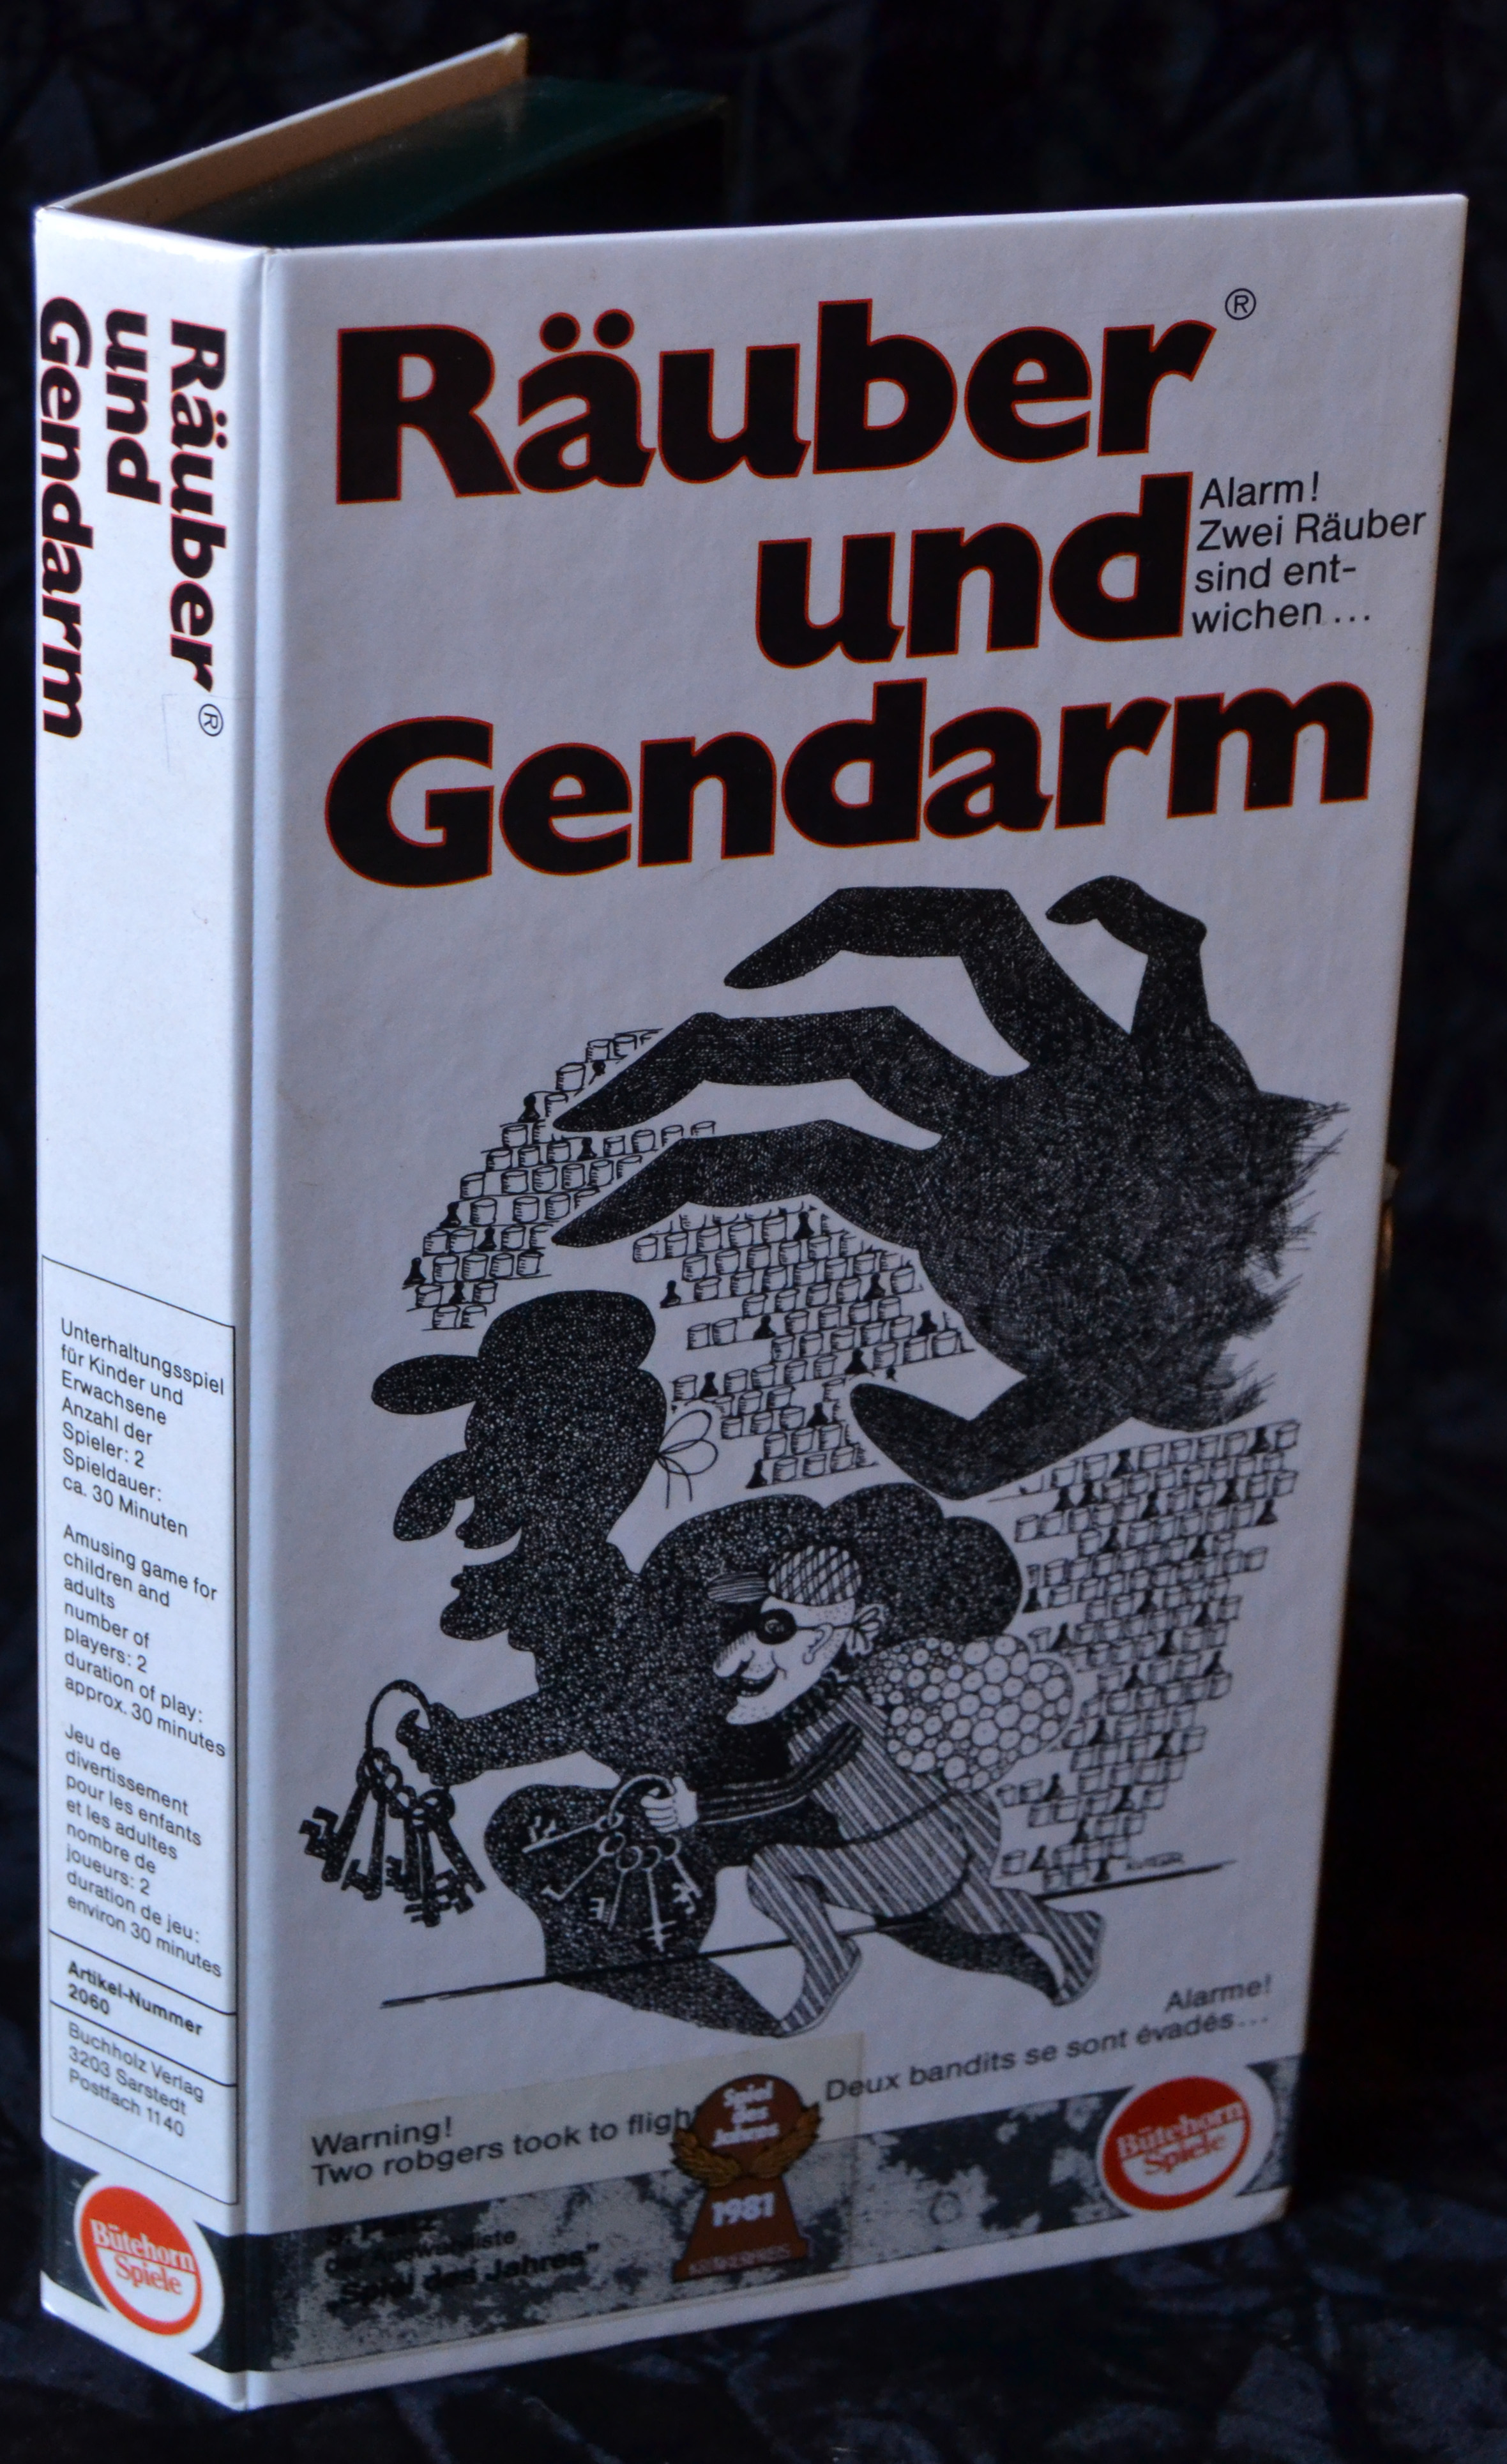 Räuber®
und
Gendarm
Unterhaltungsspiel
für Kinder und
Erwachsene
Anzahl der
Spieler: 2
Spieldauer:
ca. 30 Minuten
Amusing game for
children and
adults
number of
players: 2
duration of play:
approx. 30 minutes
Jeu de
divertissement
pour les enfants
et les adultes
nombre de
joueurs: 2
duration de jeu:
environ 30 minutes
Artikel-Nummer
2060
Buchholz Verlag
3203 Sarstedt
Postfach 1140
Bütehorn
Spiele
Räuber®
und
Gendarm
Alarm!
Zwei Räuber
sind ent-
wichen...
Alarme!
Deux bandits se sont évadés...
Warning!
Two robgers took to fligh
Spiel
des
Jahres
1981
Platz
der Auswahlliste
"Spiel des Jahres"
Bütehorn
Spiele